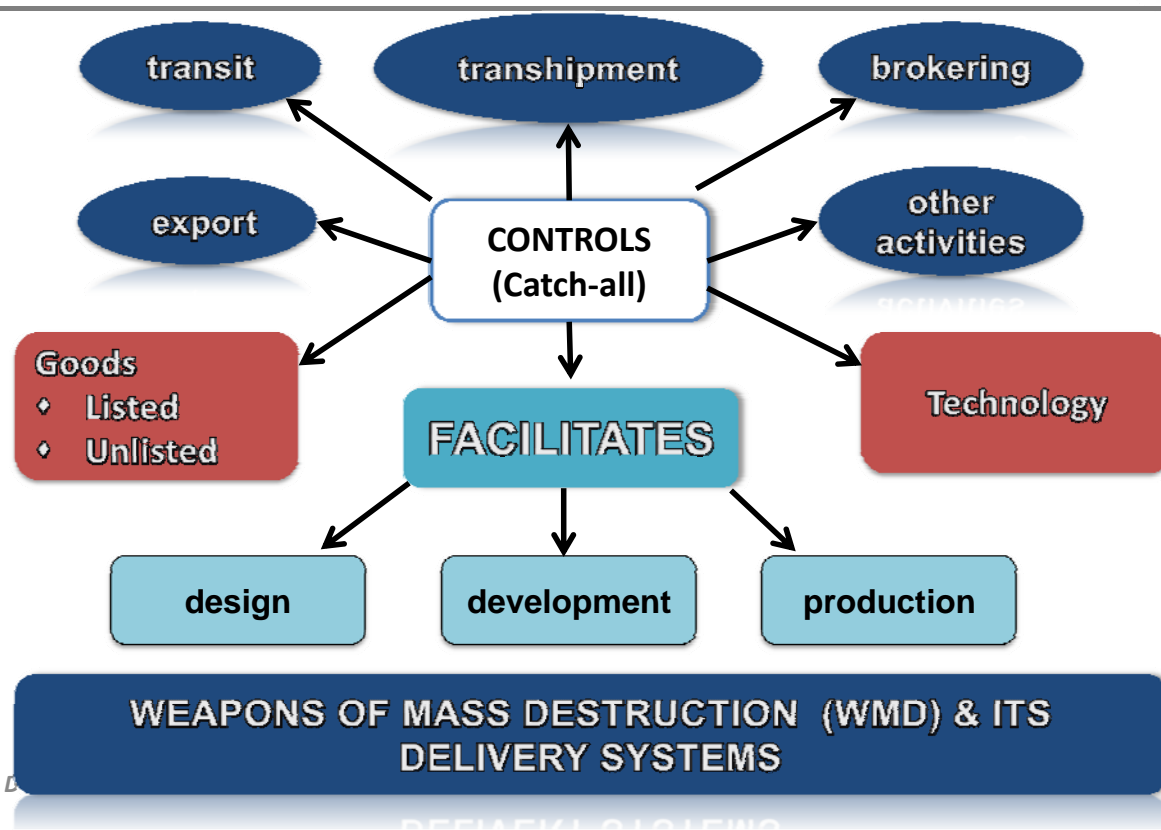 transit
transhipment
brokering
export
CONTROLS
(Catch-all)
other
activities
Goods
• Listed
• Unlisted
FACILITATES
Technology
design
development
production
WEAPONS OF MASS DESTRUCTION (WMD) & ITS
DELIVERY SYSTEMS